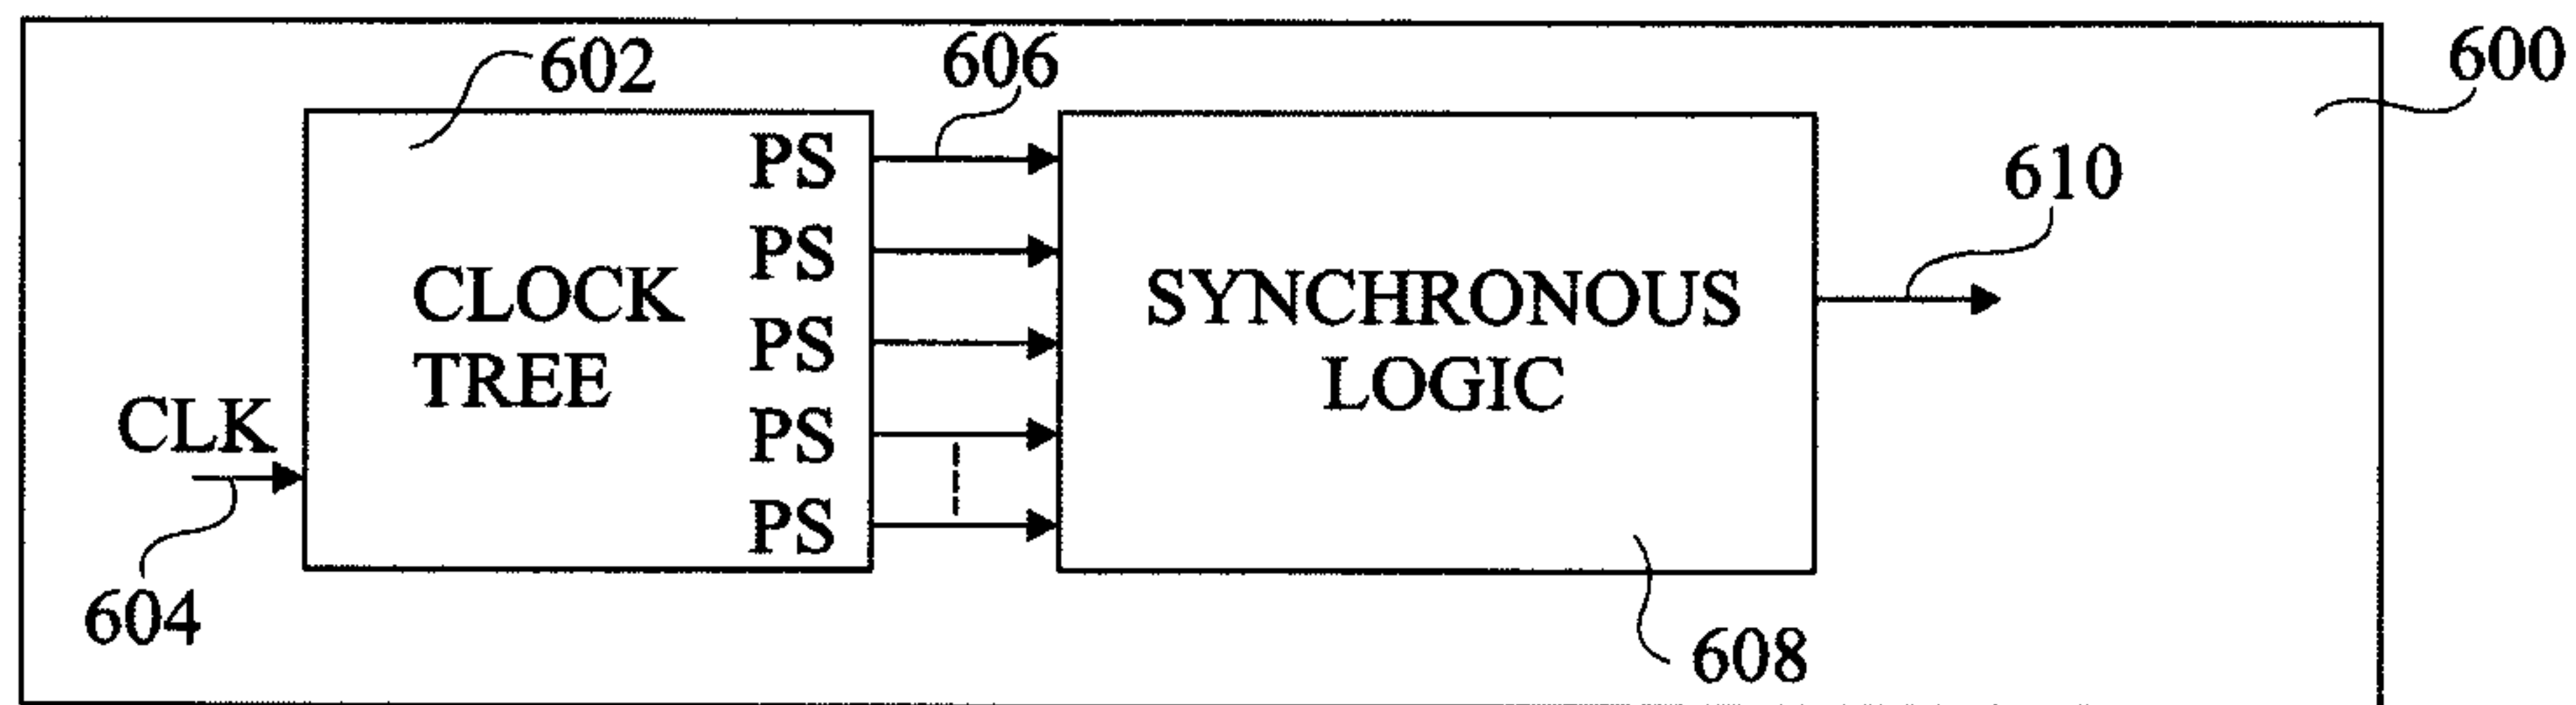 602
606
600
PS
610
PS
CLOCK
TREE
SYNCHRONOUS
LOGIC
PS
CLK
PS
PS
604
608